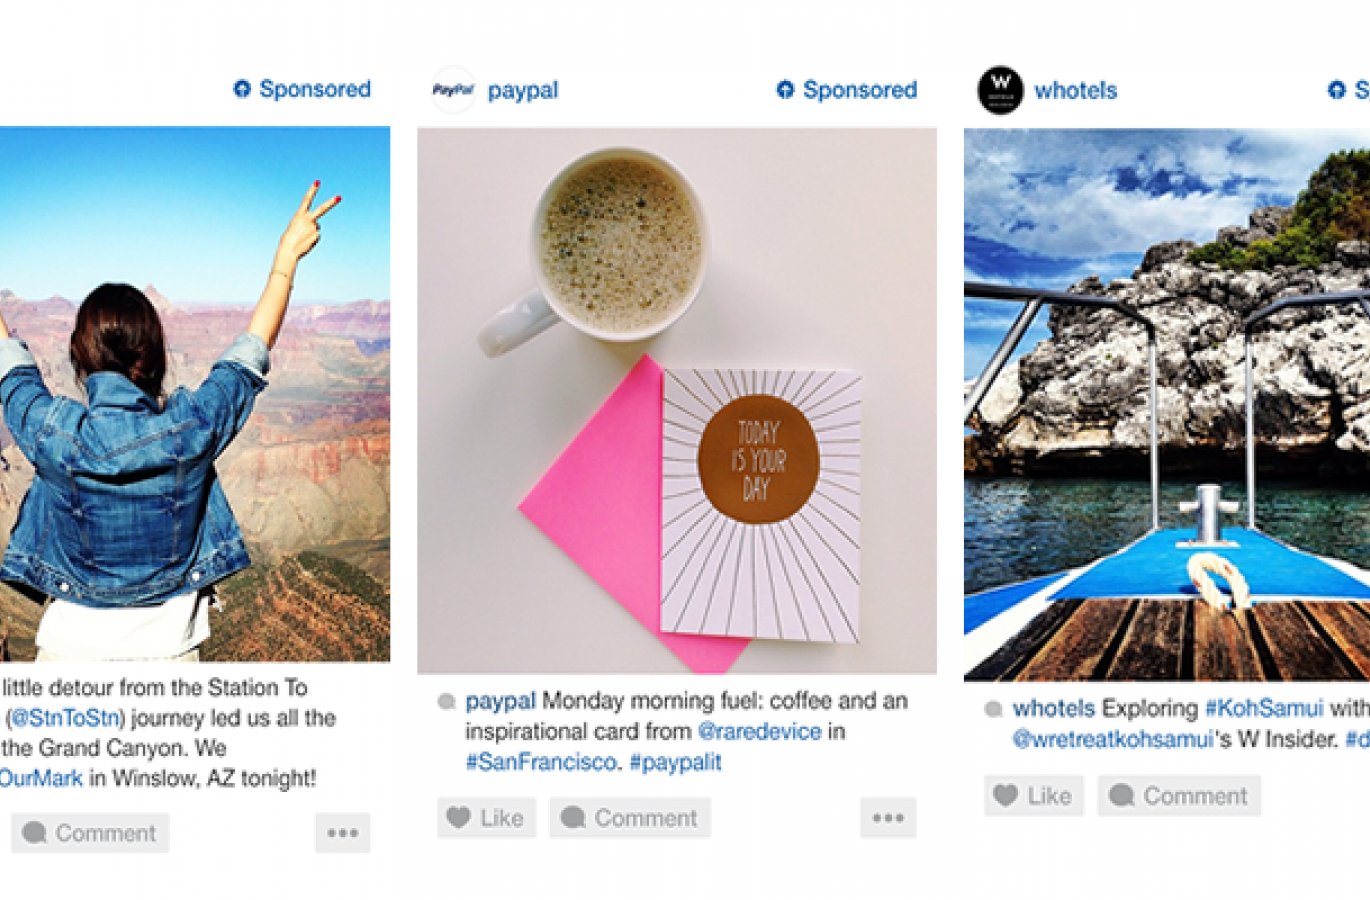 Sponsored
little detour from the Station To
(@StnToStn) journey led us all the
the Grand Canyon. We
OurMark in Winslow, AZ tonight!
Comment
PayPal paypal Sponsored
TODAY
IS YOUR
DAY
paypal Monday morning fuel: coffee and an
inspirational card from @raredevice in
#SanFrancisco. #paypalit
Like Comment
W whotels S
whotels Exploring #KohSamui with
@wretreatkohsamui's W Insider. #d
Like Comment